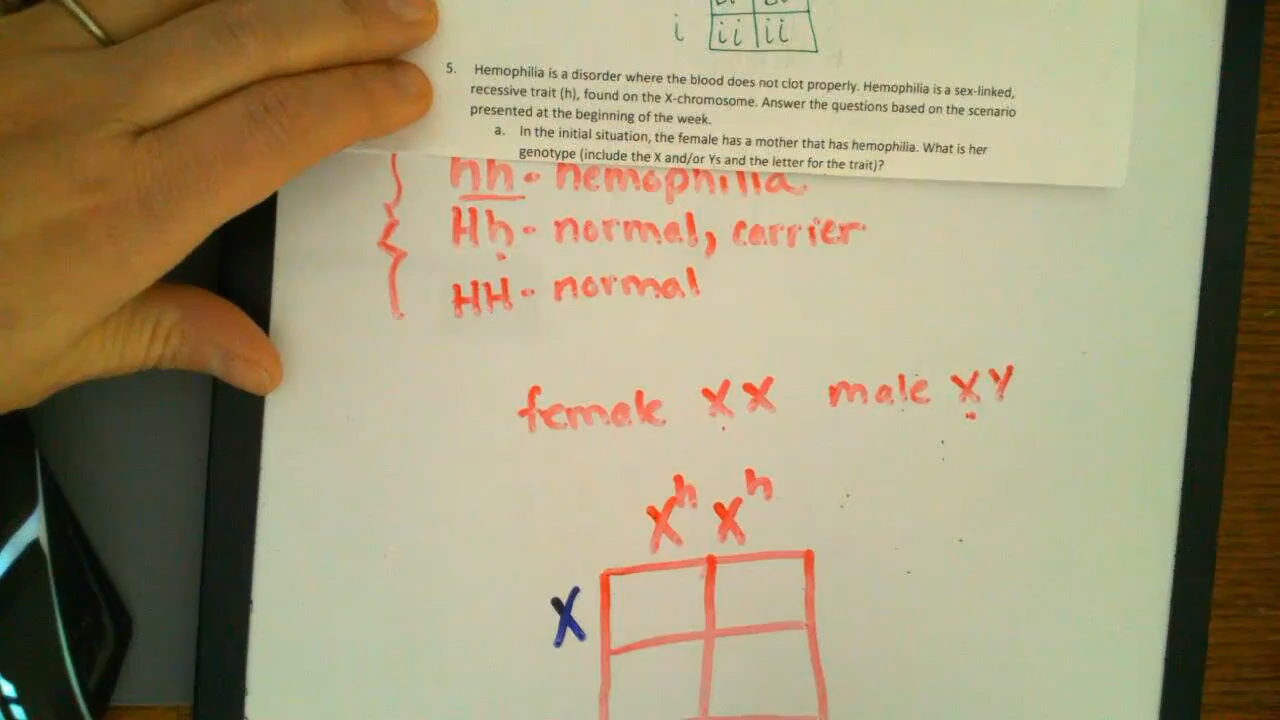 i ii ii
5. Hemophilia is a disorder where the blood does not clot properly. Hemophilia is a sex-linked,
recessive trait (h), found on the X-chromosome. Answer the questions based on the scenario
presented at the beginning of the week.
a. In the initial situation, the female has a mother that has hemophilia. What is her
genotype (include the X and/or Ys and the letter for the trait)?
hh - hemophilia
Hh - normal, carrier
HH - normal
female XX male XY
X^h X^h
X